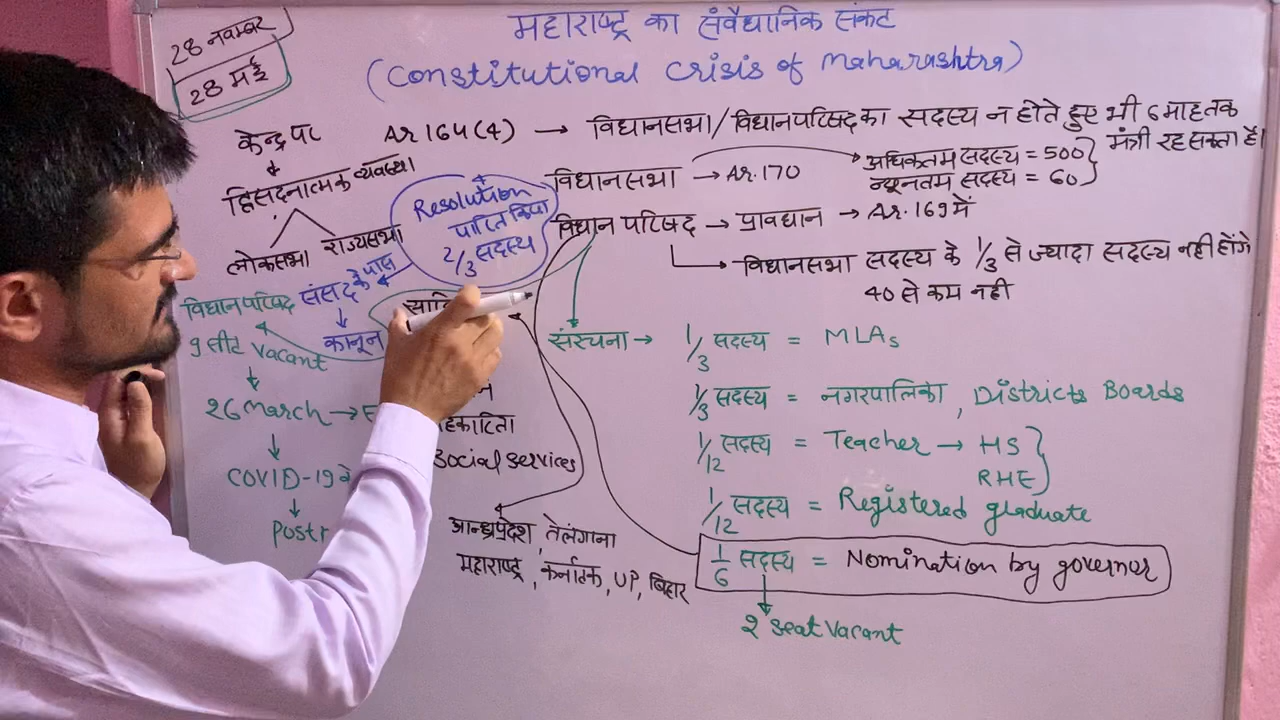 28 नवम्बर
28 मई
महाराष्ट्र का संवैधानिक संकट
(Constitutional Crisis of Maharashtra)
केन्द्र पर
द्विसदनात्मक व्यवस्था
लोकसभा राज्यसभा
Ar 164(4) → विधानसभा/विधानपरिषद का सदस्य न होते हुए भी 6 माह तक
मंत्री रह सकता है।
विधानसभा → Ar.170
अधिकतम सदस्य = 500
न्यूनतम सदस्य = 60
विधान परिषद → प्रावधान → Ar.169 में
विधानसभा सदस्य के 1/3 से ज्यादा सदस्य नहीं होंगे
40 से कम नहीं
Resolution
पारित किया
2/3 सदस्य
संसद के पास
कानून
विधानपरिषद
9 सीट Vacant
26 March →
COVID-19
संरचना → 1/3 सदस्य = MLAs
1/3 सदस्य = नगरपालिका, Districts Boards
1/12 सदस्य = Teacher → HS
RHE
1/12 सदस्य = Registered graduate
1/6 सदस्य = Nomination by governer
2 Seat Vacant
Social Services
आन्ध्रप्रदेश, तेलंगाना
महाराष्ट्र, कर्नाटक, UP, बिहार